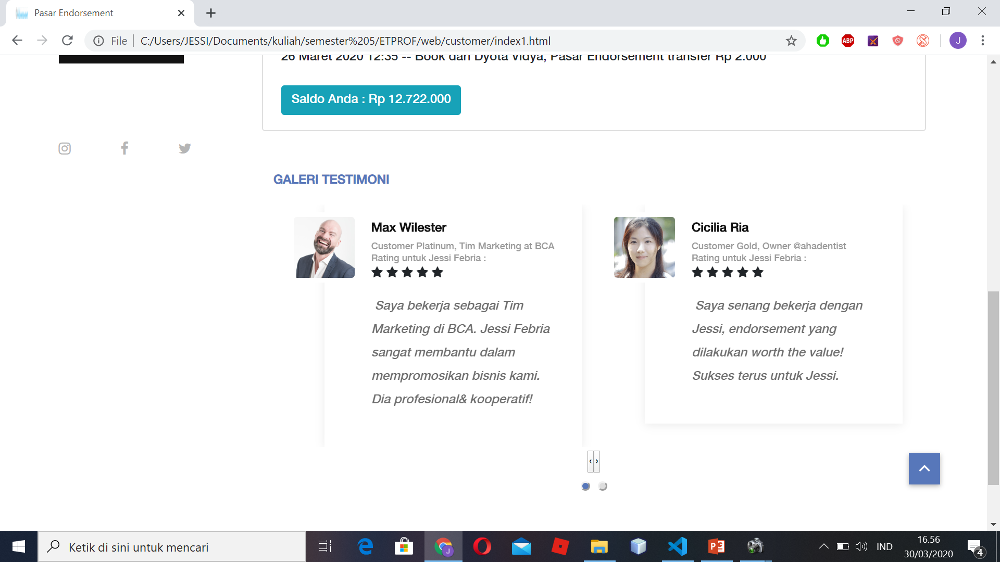 Pasar Endorsement
File
C:/Users/JESSI/Documents/kuliah/semester%205/ETPROF/web/customer/index1.html
ABP
J
26 Maret 2020 12:35 -- Book dari Dyota Vidya, Pasar Endorsement transfer Rp 2.000
Saldo Anda : Rp 12.722.000
GALERI TESTIMONI
Max Wilester
Customer Platinum, Tim Marketing at BCA
Rating untuk Jessi Febria :
Saya bekerja sebagai Tim
Marketing di BCA. Jessi Febria
sangat membantu dalam
mempromosikan bisnis kami.
Dia profesional& kooperatif!
Cicilia Ria
Customer Gold, Owner @ahadentist
Rating untuk Jessi Febria :
Saya senang bekerja dengan
Jessi, endorsement yang
dilakukan worth the value!
Sukses terus untuk Jessi.
Ketik di sini untuk mencari
J
IND
16.56
30/03/2020
4